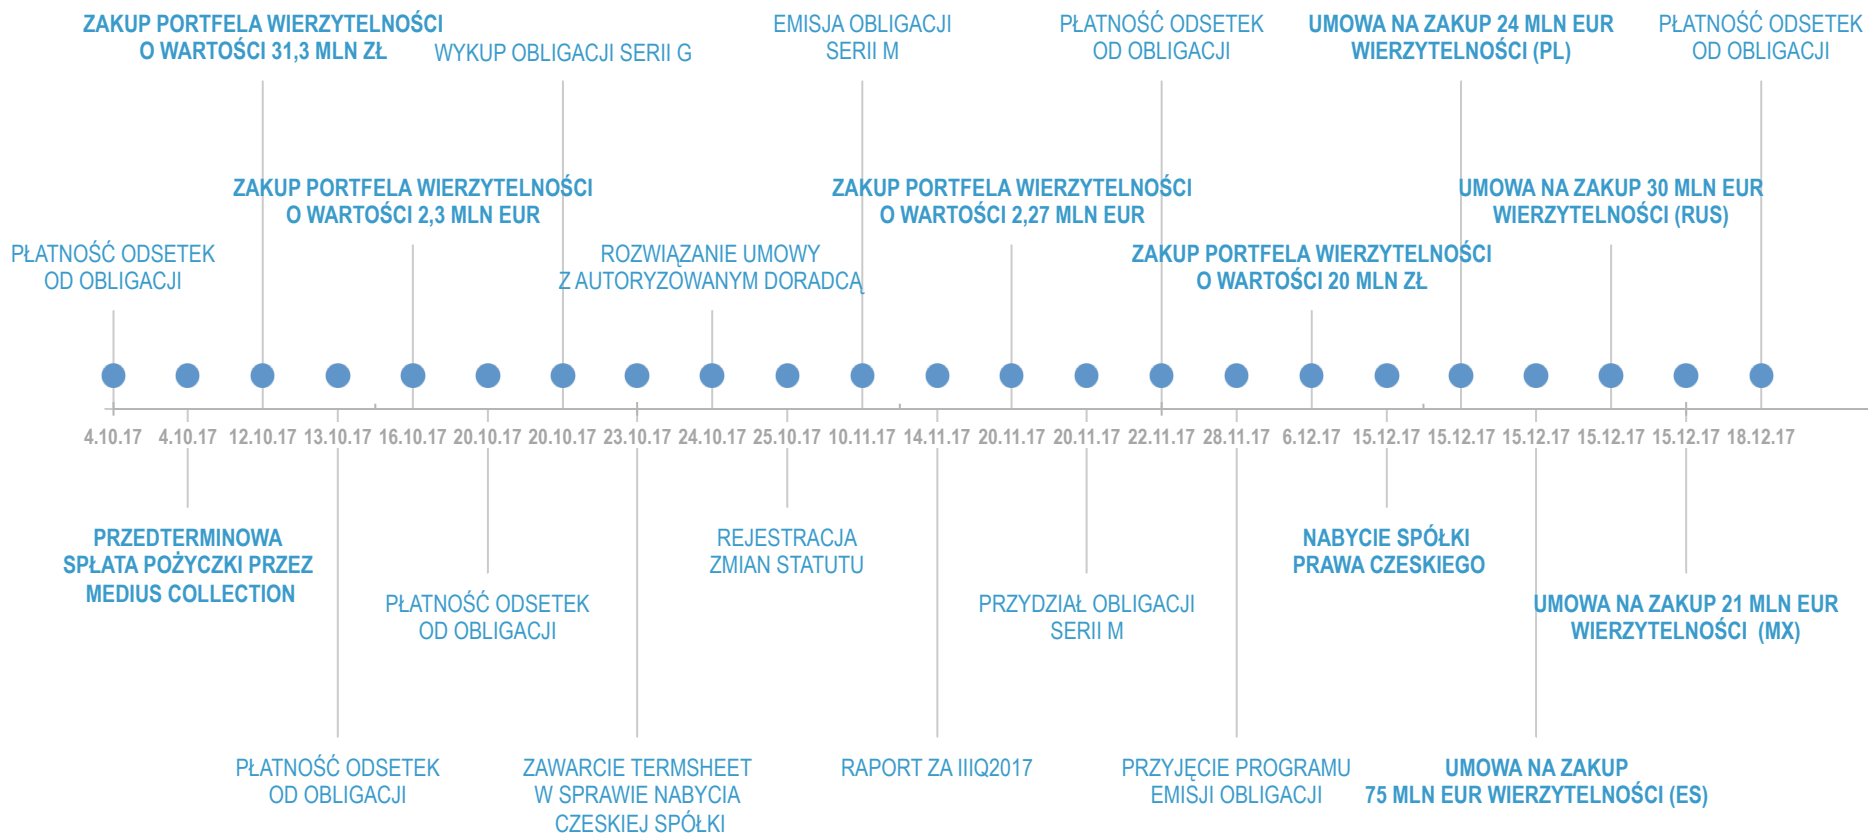 ZAKUP PORTFELA WIERZYTELNOŚCI
O WARTOŚCI 31,3 MLN ZŁ
WYKUP OBLIGACJI SERII G
EMISJA OBLIGACJI
SERII M
PŁATNOŚĆ ODSETEK
OD OBLIGACJI
UMOWA NA ZAKUP 24 MLN EUR
WIERZYTELNOŚCI (PL)
PŁATNOŚĆ ODSETEK
OD OBLIGACJI
ZAKUP PORTFELA WIERZYTELNOŚCI
O WARTOŚCI 2,3 MLN EUR
ZAKUP PORTFELA WIERZYTELNOŚCI
O WARTOŚCI 2,27 MLN EUR
UMOWA NA ZAKUP 30 MLN EUR
WIERZYTELNOŚCI (RUS)
PŁATNOŚĆ ODSETEK
OD OBLIGACJI
ROZWIĄZANIE UMOWY
Z AUTORYZOWANYM DORADCĄ
ZAKUP PORTFELA WIERZYTELNOŚCI
O WARTOŚCI 20 MLN ZŁ
4.10.17 4.10.17 12.10.17 13.10.17 16.10.17 20.10.17 20.10.17 23.10.17 24.10.17 25.10.17 10.11.17 14.11.17 20.11.17 20.11.17 22.11.17 28.11.17 6.12.17 15.12.17 15.12.17 15.12.17 15.12.17 15.12.17 18.12.17
PRZEDTERMINOWA
SPŁATA POŻYCZKI PRZEZ
MEDIUS COLLECTION
REJESTRACJA
ZMIAN STATUTU
NABYCIE SPÓŁKI
PRAWA CZESKIEGO
PŁATNOŚĆ ODSETEK
OD OBLIGACJI
PRZYDZIAŁ OBLIGACJI
SERII M
UMOWA NA ZAKUP 21 MLN EUR
WIERZYTELNOŚCI (MX)
PŁATNOŚĆ ODSETEK
OD OBLIGACJI
ZAWARCIE TERMSHEET
W SPRAWIE NABYCIA
CZESKIEJ SPÓŁKI
RAPORT ZA IIIQ2017
PRZYJĘCIE PROGRAMU
EMISJI OBLIGACJI
UMOWA NA ZAKUP
75 MLN EUR WIERZYTELNOŚCI (ES)